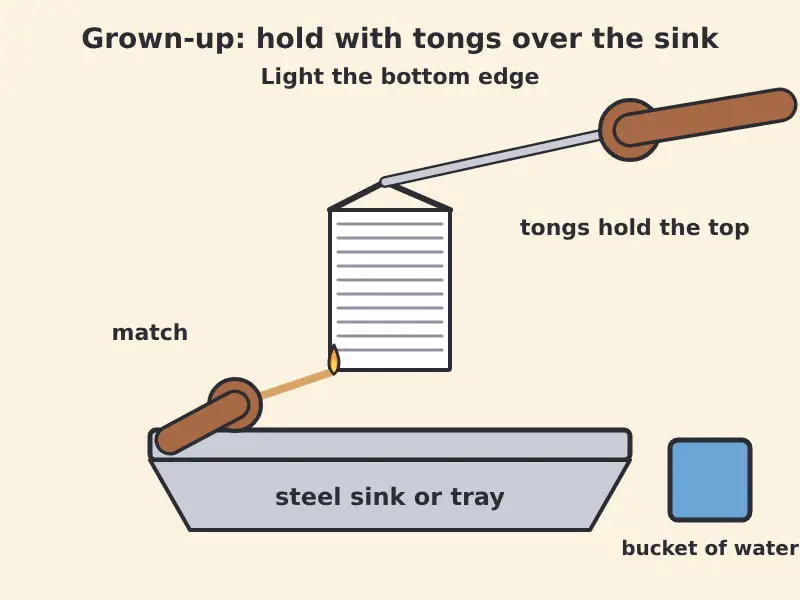 Grown-up: hold with tongs over the sink
Light the bottom edge
tongs hold the top
match
steel sink or tray
bucket of water